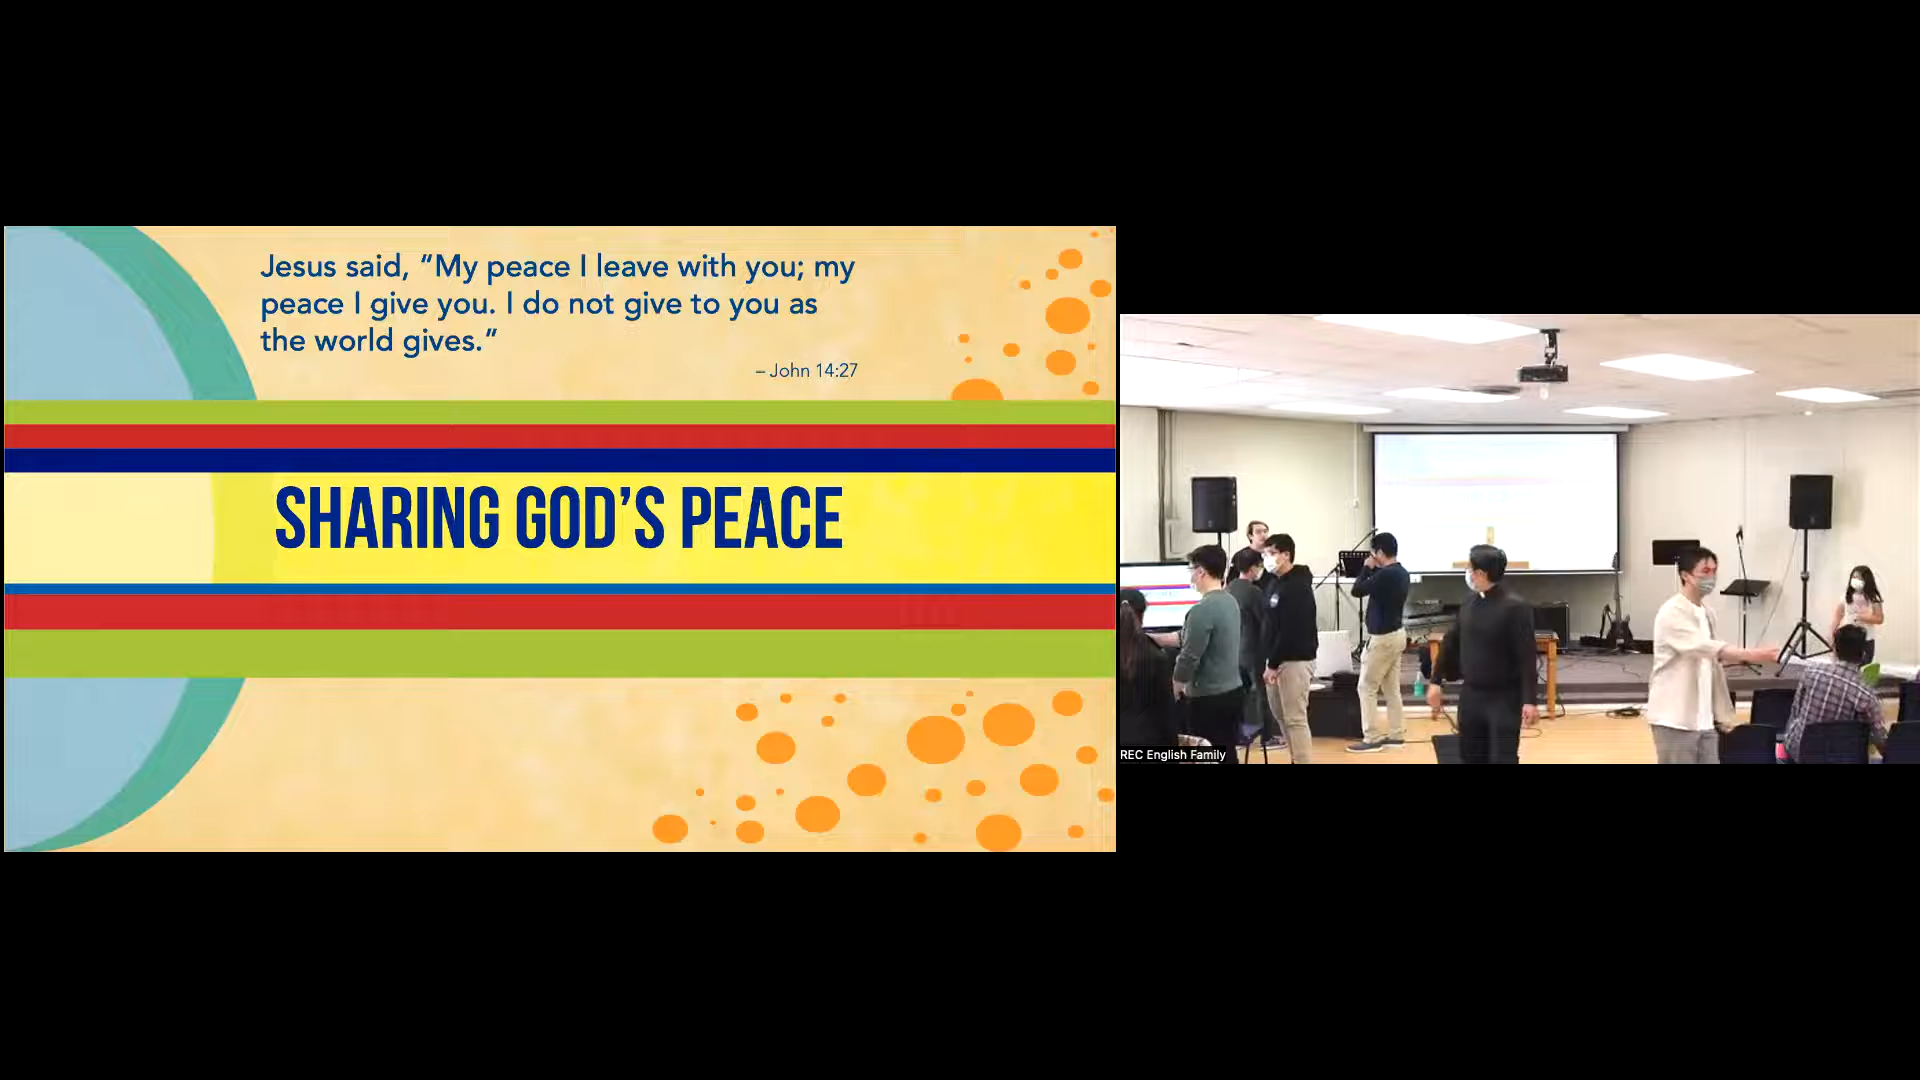 Jesus said, “My peace I leave with you; my
peace I give you. I do not give to you as
the world gives.”
– John 14:27
SHARING GOD’S PEACE
REC English Family